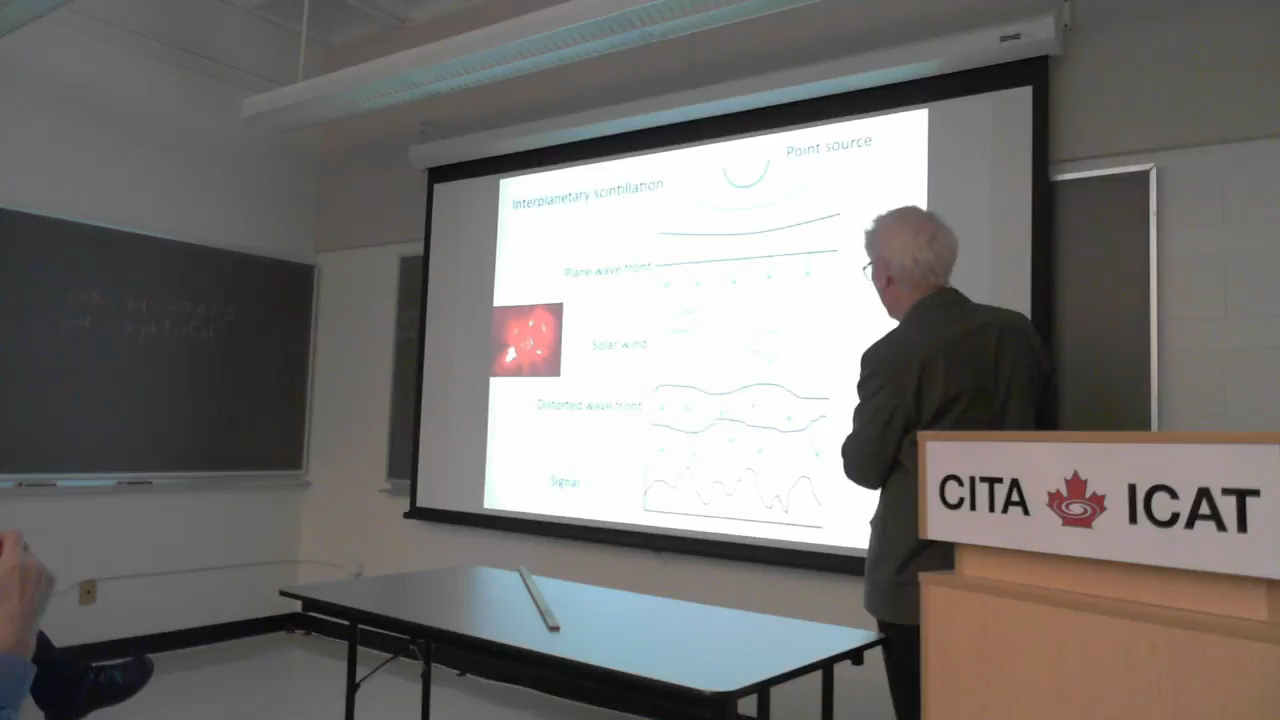 Point source
Interplanetary scintillation
Plane wave front
Solar wind
Distorted wave front
Signal
CITA ICAT